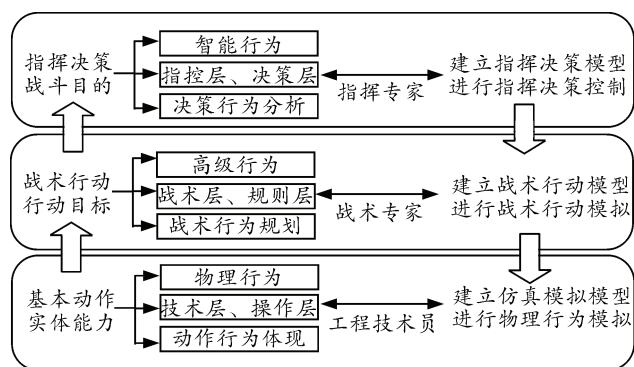 智能行为
指挥决策
战斗目的
指控层、决策层
指挥专家
建立指挥决策模型
进行指挥决策控制
决策行为分析
高级行为
战术行动
行动目标
战术层、规则层
战术专家
建立战术行动模型
进行战术行动模拟
战术行为规划
物理行为
基本动作
实体能力
技术层、操作层
工程技术员
建立仿真模拟模型
进行物理行为模拟
动作行为体现